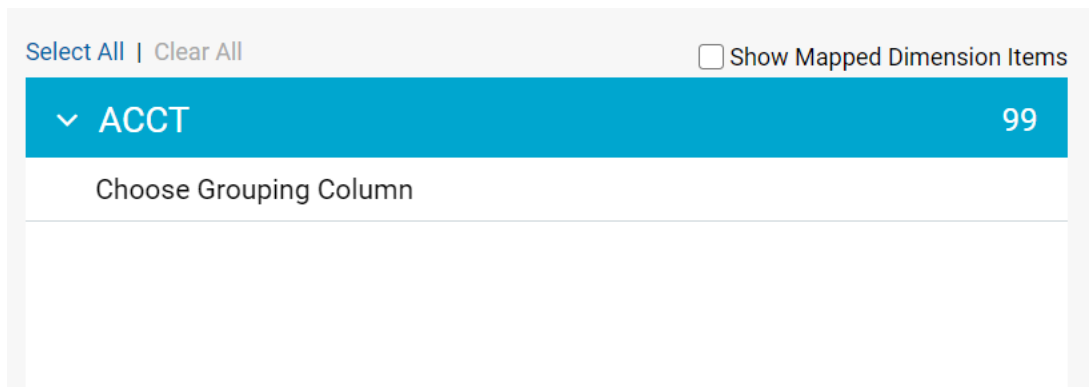 Select All | Clear All
Show Mapped Dimension Items
ACCT 99
Choose Grouping Column